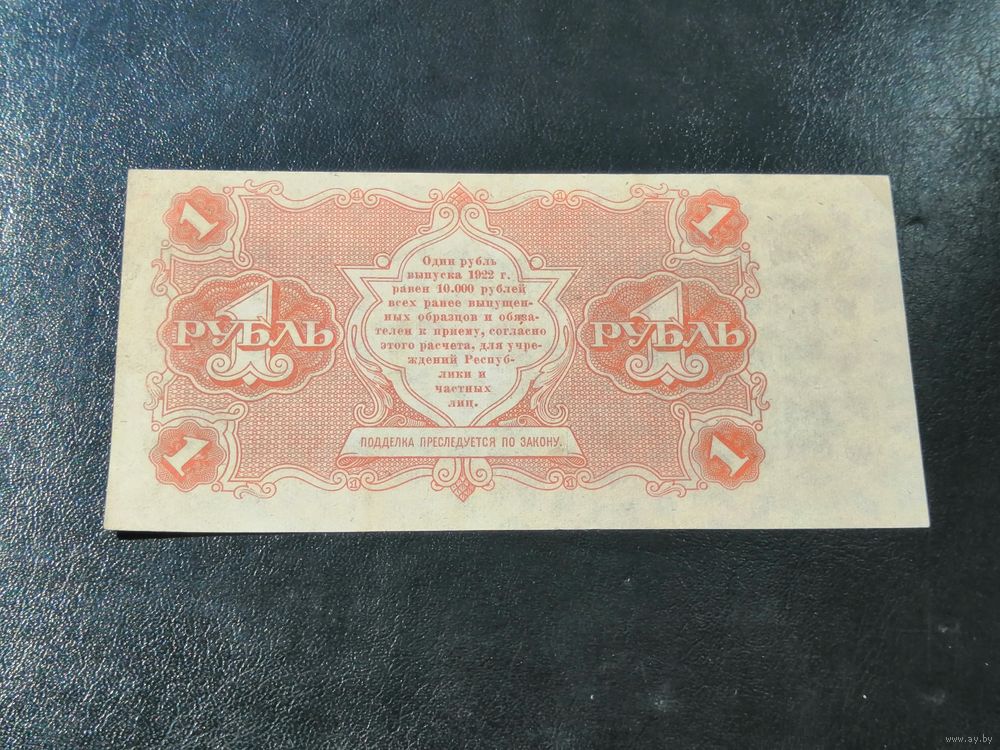 1
1
Один рубль
выпуска 1922 г.
равен 10.000 рублей
всех ранее выпущен-
ных образцов и обяза-
телен к приему, согласно
этого расчета, для учре-
ждений Респуб-
лики и
частных
лиц.
1 РУБЛЬ
1 РУБЛЬ
ПОДДЕЛКА ПРЕСЛЕДУЕТСЯ ПО ЗАКОНУ.
1
1
www.ay.by